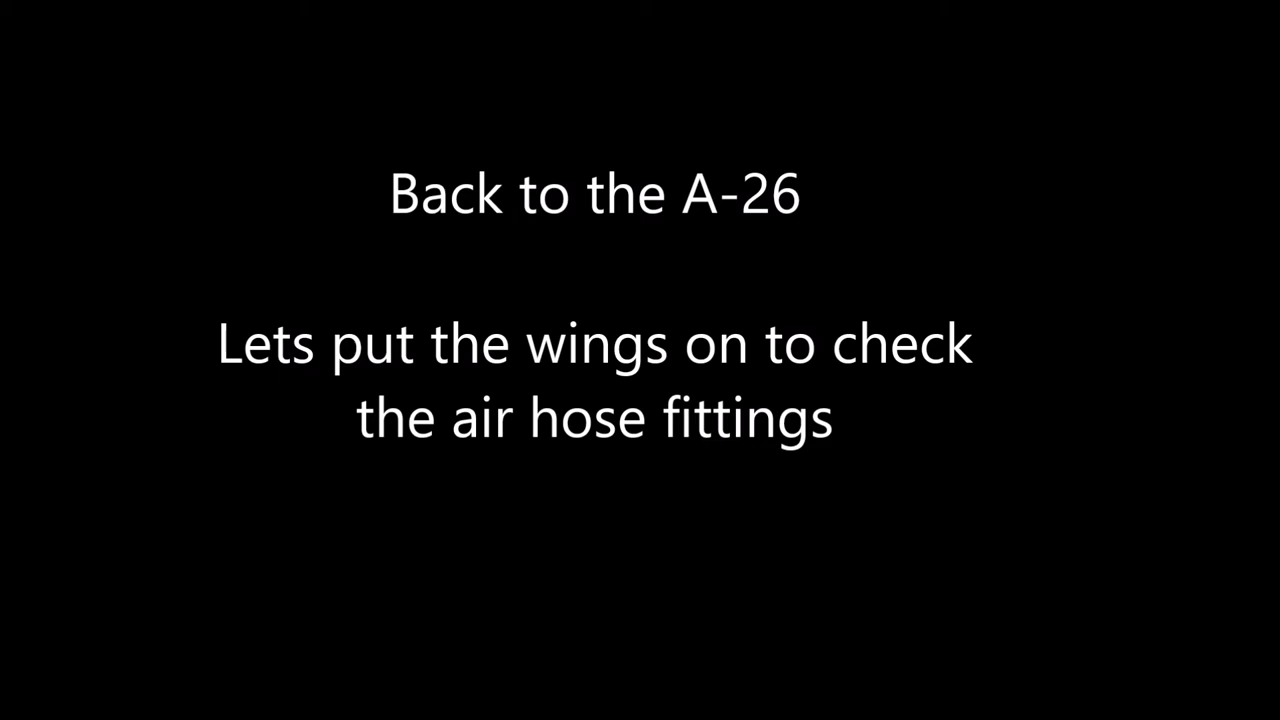 Back to the A-26
Lets put the wings on to check
the air hose fittings